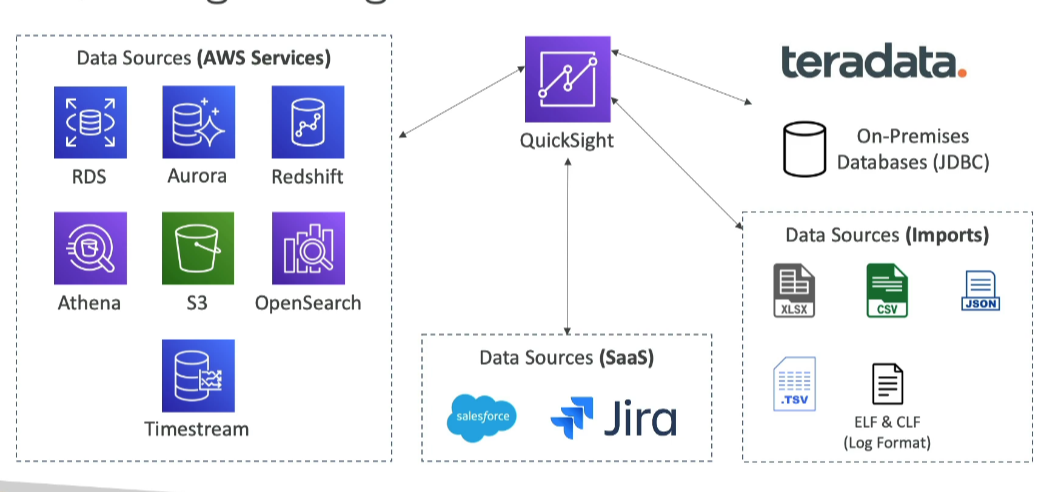 Data Sources (AWS Services)
RDS
Aurora
Redshift
Athena
S3
OpenSearch
Timestream
QuickSight
Data Sources (SaaS)
salesforce
Jira
teradata.
On-Premises
Databases (JDBC)
Data Sources (Imports)
XLSX
CSV
JSON
.TSV
ELF & CLF
(Log Format)